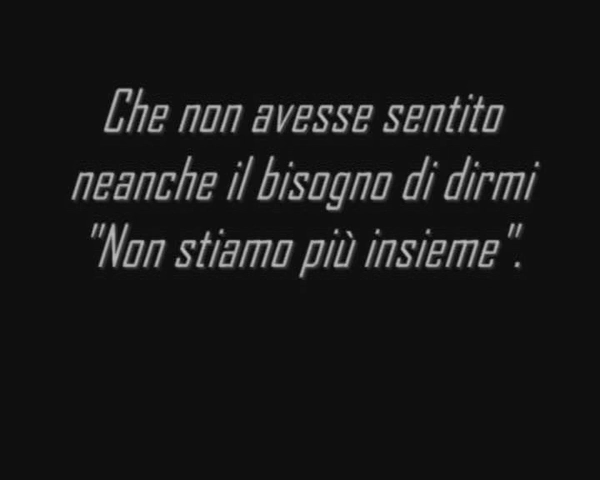 Che non avesse sentito
neanche il bisogno di dirmi
"Non stiamo più insieme".